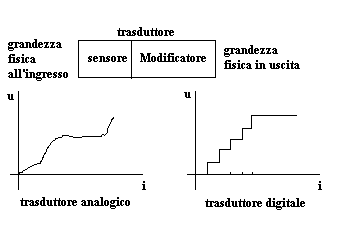 trasduttore
grandezza
fisica
all'ingresso
sensore
Modificatore
grandezza
fisica in uscita
u
i
trasduttore analogico
u
i
trasduttore digitale